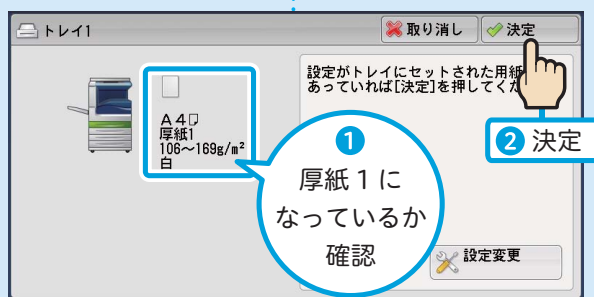 トレイ1
取り消し
決定
設定がトレイにセットされた用紙
あっていれば[決定]を押してく
A4
厚紙1
106～169g/m²
白
1
厚紙1に
なっているか
確認
2 決定
設定変更